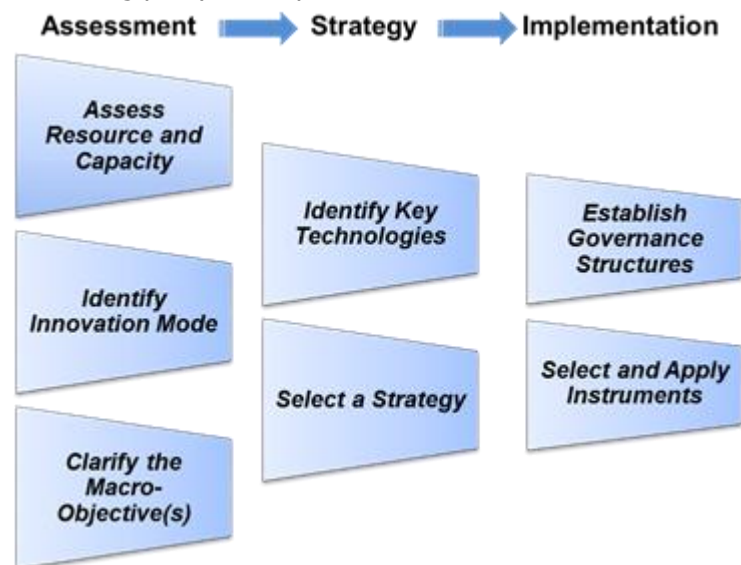 Assessment
Strategy
Implementation
Assess
Resource and
Capacity
Identify
Innovation Mode
Clarify the
Macro-
Objective(s)
Identify Key
Technologies
Select a Strategy
Establish
Governance
Structures
Select and Apply
Instruments